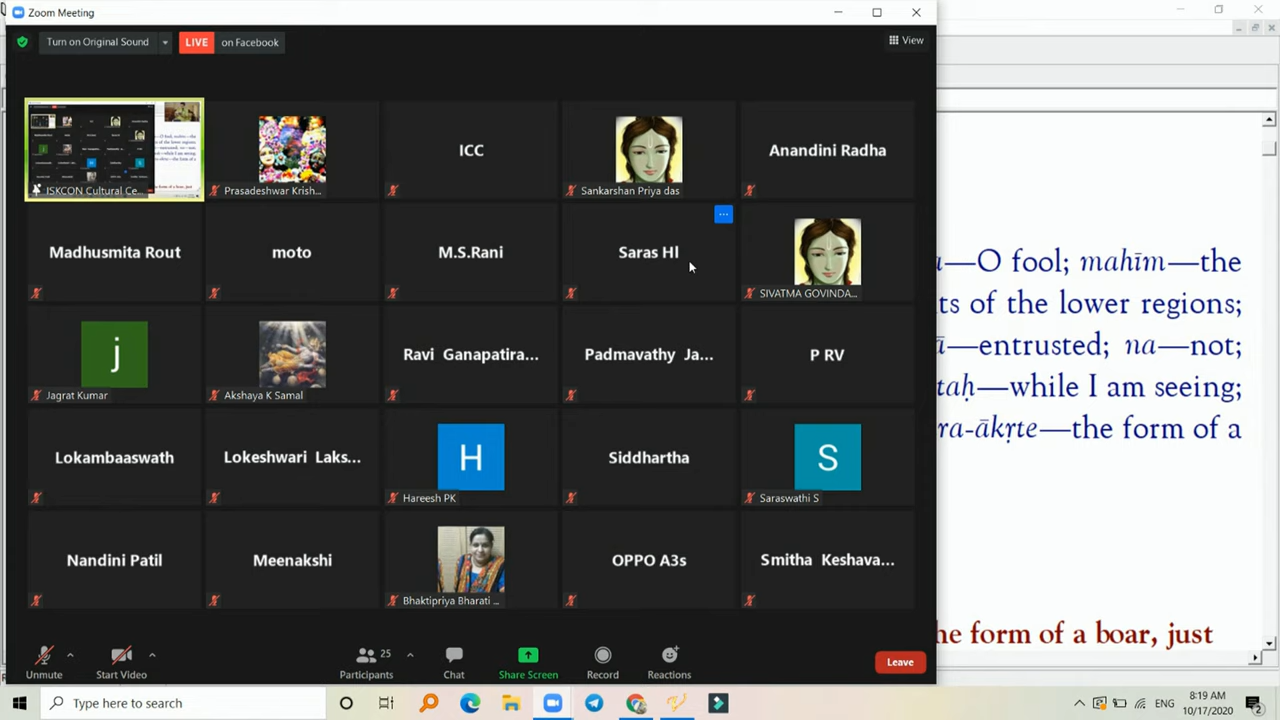 Zoom Meeting
Turn on Original Sound
LIVE on Facebook
View
ISKCON Cultural Ce...
Prasadeshwar Krish...
ICC
Sankarshan Priya das
Anandini Radha
Madhusmita Rout
moto
M.S.Rani
Saras Hl
SIVATMA GOVINDA...
j
Jagrat Kumar
Akshaya K Samal
Ravi Ganapatira...
Padmavathy Ja...
P RV
Lokambaaswath
Lokeshwari Laks...
H
Hareesh PK
Siddhartha
S
Saraswathi S
Nandini Patil
Meenakshi
Bhaktipriya Bharati ...
OPPO A3s
Smitha Keshava...
—O fool; mahīm—the
ts of the lower regions;
ā—entrusted; na—not;
taḥ—while I am seeing;
ra-ākṛte—the form of a
he form of a boar, just
Unmute
Start Video
25
Participants
Chat
Share Screen
Record
Reactions
Leave
Type here to search
ENG
8:19 AM
10/17/2020
2